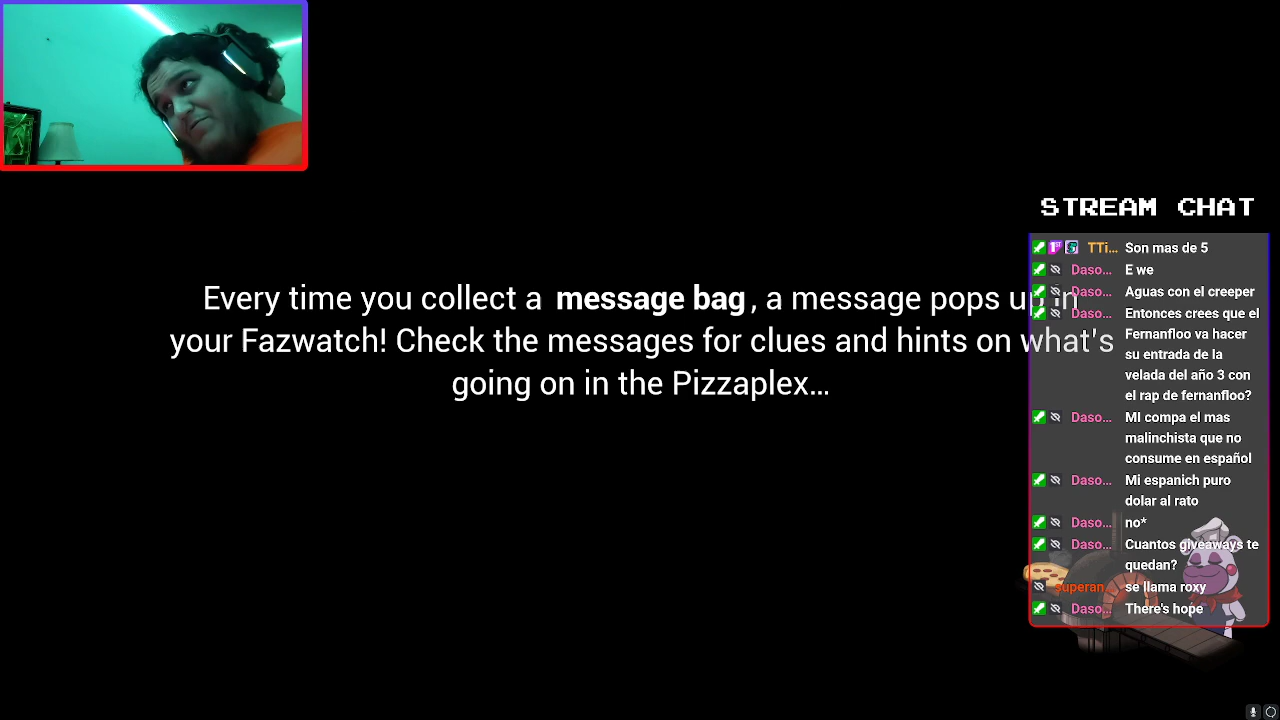 STREAM CHAT
TTi... Son mas de 5
Daso... E we
Daso... Aguas con el creeper
Daso... Entonces crees que el
Fernanfloo va hacer
su entrada de la
velada del año 3 con
el rap de fernanfloo?
Daso... MI compa el mas
malinchista que no
consume en español
Daso... Mi espanich puro
dolar al rato
Daso... no*
Daso... Cuantos giveaways te
quedan?
superan... se llama roxy
Daso... There's hope
Every time you collect a message bag, a message pops up in
your Fazwatch! Check the messages for clues and hints on what's
going on in the Pizzaplex...